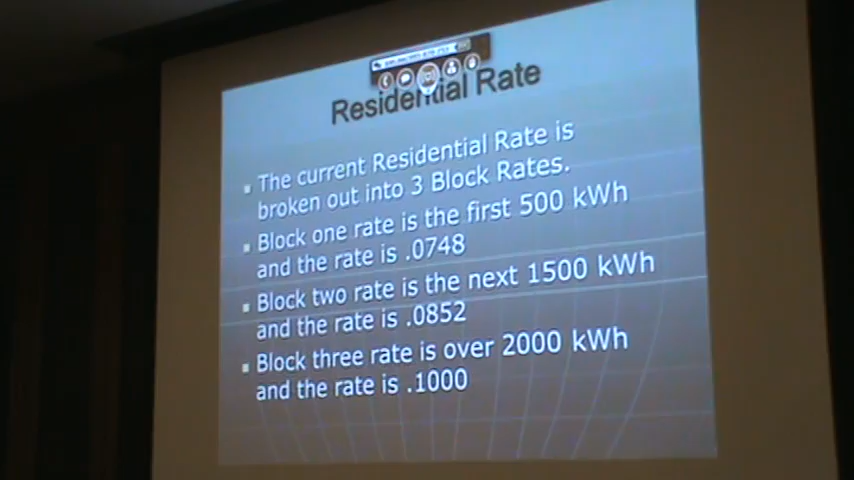 Residential Rate
The current Residential Rate is
broken out into 3 Block Rates.
Block one rate is the first 500 kWh
and the rate is .0748
Block two rate is the next 1500 kWh
and the rate is .0852
Block three rate is over 2000 kWh
and the rate is .1000